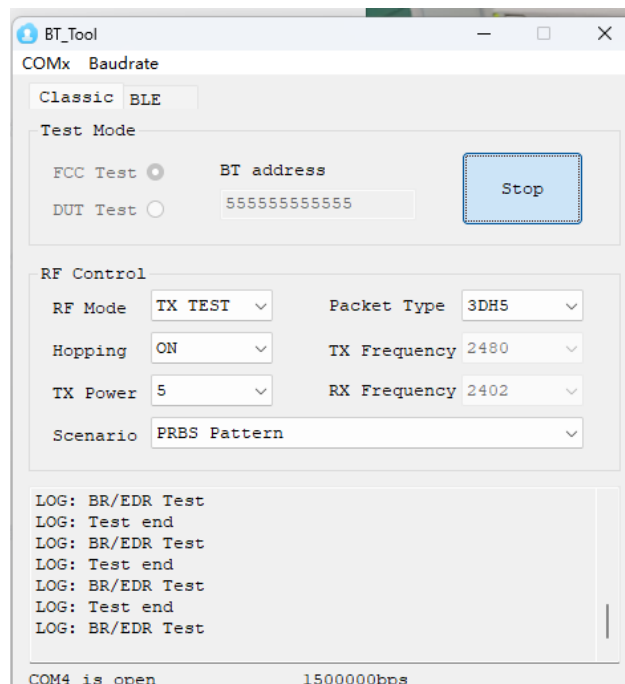 BT_Tool
COMx Baudrate
Classic BLE
Test Mode
FCC Test BT address
DUT Test 555555555555
Stop
RF Control
RF Mode TX TEST Packet Type 3DH5
Hopping ON TX Frequency 2480
TX Power 5 RX Frequency 2402
Scenario PRBS Pattern
LOG: BR/EDR Test
LOG: Test end
LOG: BR/EDR Test
LOG: Test end
LOG: BR/EDR Test
LOG: Test end
LOG: BR/EDR Test
COM4 is open 1500000bps